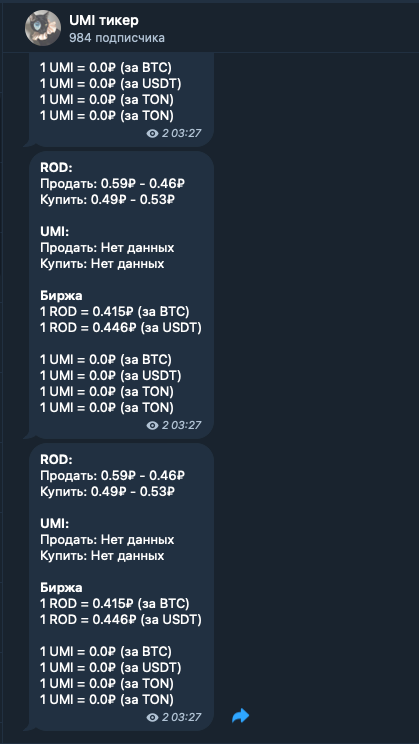 UMI тикер
984 подписчика
1 UMI = 0.0₽ (за BTC)
1 UMI = 0.0₽ (за USDT)
1 UMI = 0.0₽ (за TON)
1 UMI = 0.0₽ (за TON)
2 03:27
ROD:
Продать: 0.59₽ - 0.46₽
Купить: 0.49₽ - 0.53₽
UMI:
Продать: Нет данных
Купить: Нет данных
Биржа
1 ROD = 0.415₽ (за BTC)
1 ROD = 0.446₽ (за USDT)
1 UMI = 0.0₽ (за BTC)
1 UMI = 0.0₽ (за USDT)
1 UMI = 0.0₽ (за TON)
1 UMI = 0.0₽ (за TON)
2 03:27
ROD:
Продать: 0.59₽ - 0.46₽
Купить: 0.49₽ - 0.53₽
UMI:
Продать: Нет данных
Купить: Нет данных
Биржа
1 ROD = 0.415₽ (за BTC)
1 ROD = 0.446₽ (за USDT)
1 UMI = 0.0₽ (за BTC)
1 UMI = 0.0₽ (за USDT)
1 UMI = 0.0₽ (за TON)
1 UMI = 0.0₽ (за TON)
2 03:27